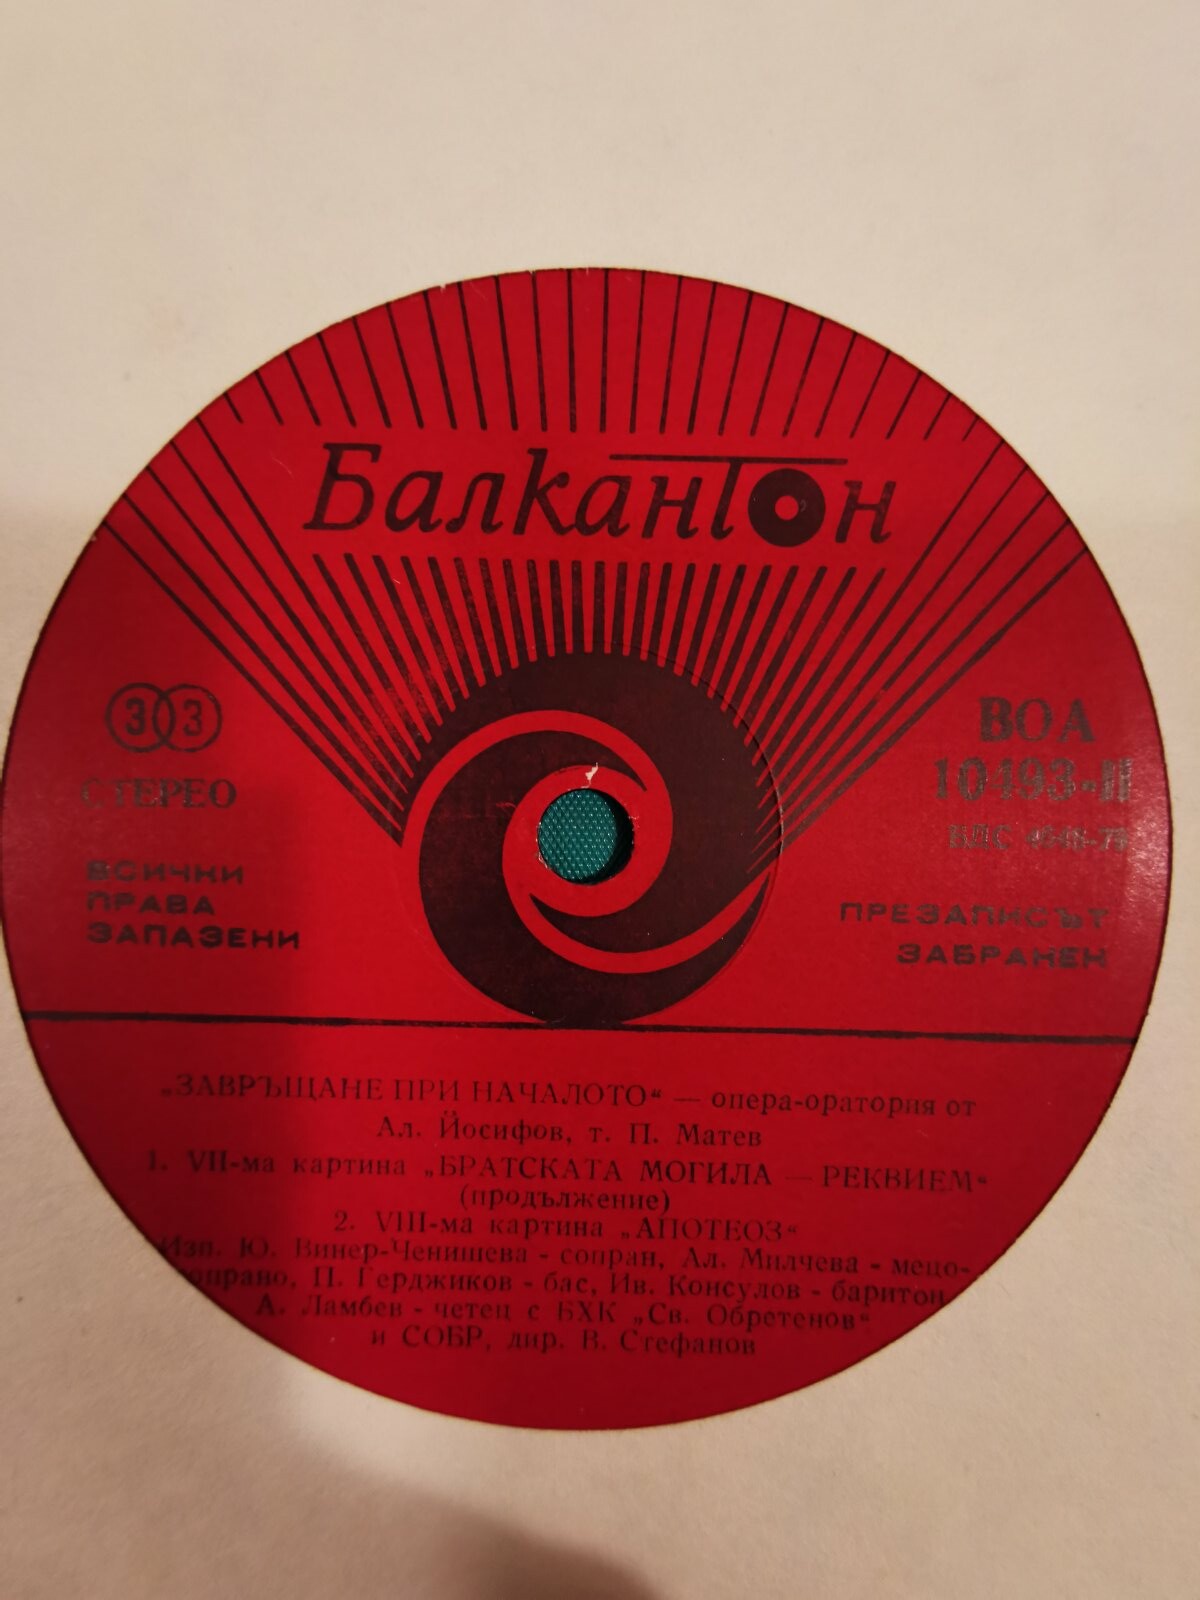 Балкантон
33
СТЕРЕО
ВСИЧКИ
ПРАВА
ЗАПАЗЕНИ
ВОА
10493-II
БДС
ПРЕЗАПИСЪТ
ЗАБРАНЕН
„ЗАВРЪЩАНЕ ПРИ НАЧАЛОТО“ — опера-оратория от
Ал. Йосифов, т. П. Матев
1. VII-ма картина „БРАТСКАТА МОГИЛА — РЕКВИЕМ“
(продължение)
2. VIII-ма картина „АПОТЕОЗ“
Изп. Ю. Винер-Ченишева - сопран, Ал. Милчева - мецо-
сопрано, П. Герджиков - бас, Ив. Консулов - баритон,
А. Ламбев - четец с БХК „Св. Обретенов“
и СОБР, дир. В. Стефанов